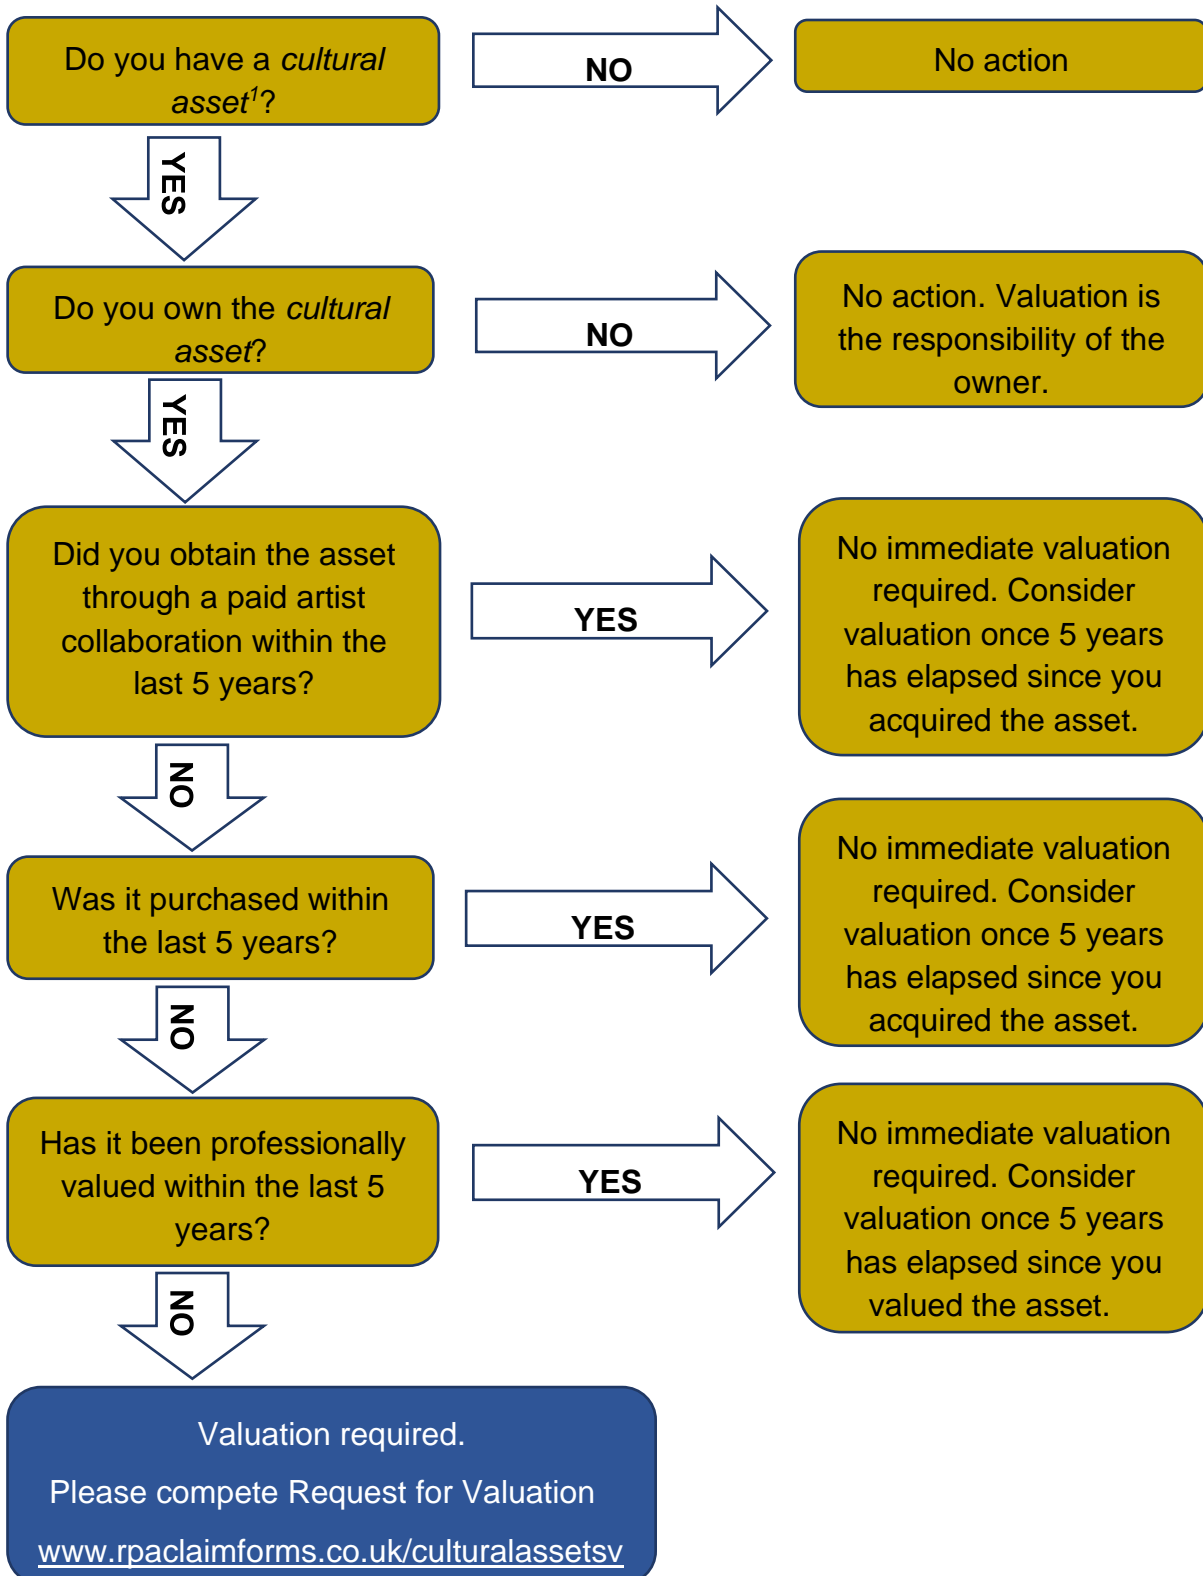 Do you have a cultural
asset¹?
NO
No action
YES
Do you own the cultural
asset?
NO
No action. Valuation is
the responsibility of the
owner.
YES
Did you obtain the asset
through a paid artist
collaboration within the
last 5 years?
YES
No immediate valuation
required. Consider
valuation once 5 years
has elapsed since you
acquired the asset.
NO
Was it purchased within
the last 5 years?
YES
No immediate valuation
required. Consider
valuation once 5 years
has elapsed since you
acquired the asset.
NO
Has it been professionally
valued within the last 5
years?
YES
No immediate valuation
required. Consider
valuation once 5 years
has elapsed since you
valued the asset.
NO
Valuation required.
Please compete Request for Valuation
www.rpaclaimforms.co.uk/culturalassetsv